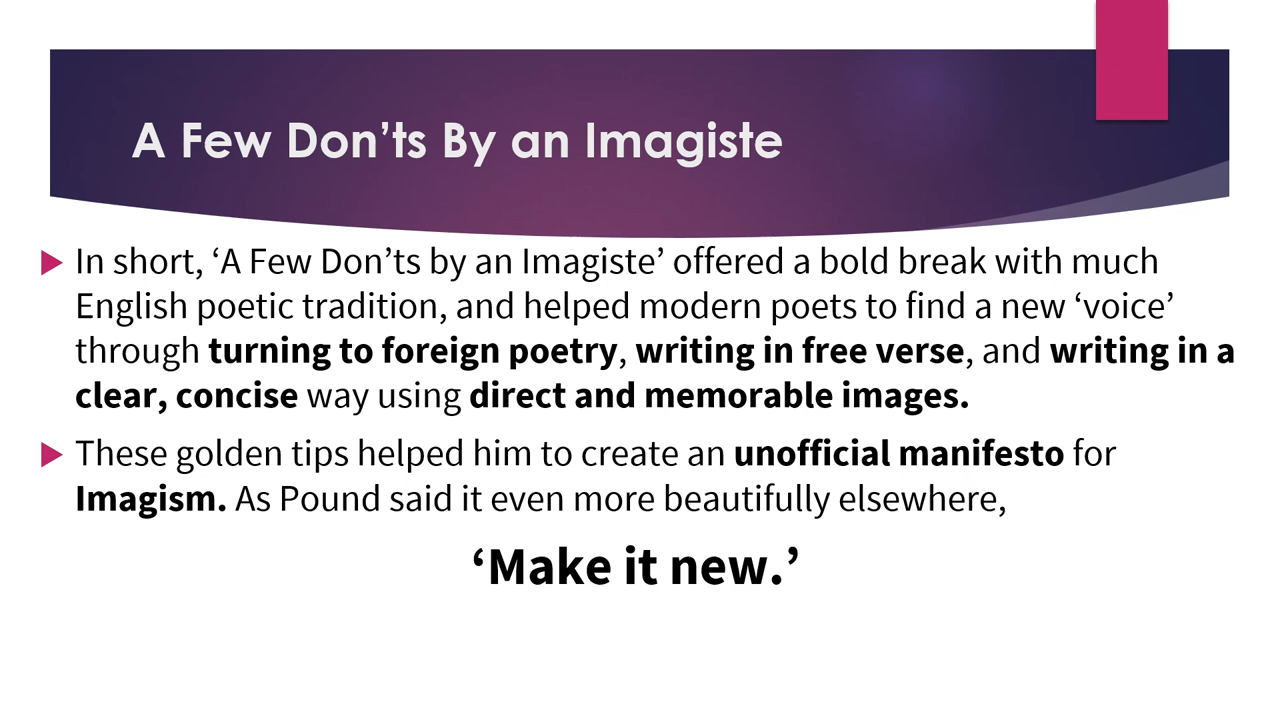 A Few Don’ts By an Imagiste
In short, ‘A Few Don’ts by an Imagiste’ offered a bold break with much
English poetic tradition, and helped modern poets to find a new ‘voice’
through turning to foreign poetry, writing in free verse, and writing in a
clear, concise way using direct and memorable images.
These golden tips helped him to create an unofficial manifesto for
Imagism. As Pound said it even more beautifully elsewhere,
‘Make it new.’